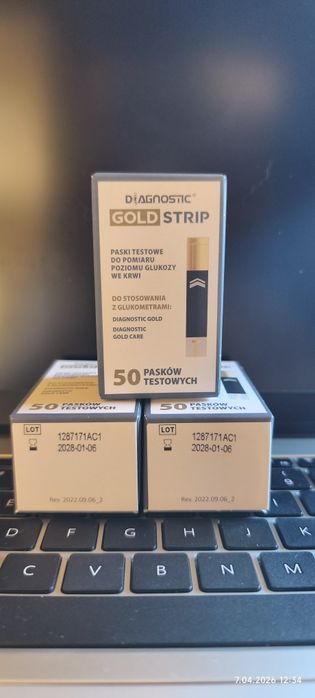 DIAGNOSTIC
GOLD STRIP
PASKI TESTOWE
DO POMIARU
POZIOMU GLUKOZY
WE KRWI
DO STOSOWANIA
Z GLUKOMETRAMI:
DIAGNOSTIC GOLD
DIAGNOSTIC
GOLD CARE
50 PASKÓW
TESTOWYCH
50 PASKÓW
TESTOWYCH
LOT
1287171AC1
2028-01-06
Rev. 2022.09.06_2
50 PASKÓW
TESTOWYCH
LOT
1287171AC1
2028-01-06
Rev. 2022.09.06_2
D F G H J K
C V B N M
7.04.2026 12:54